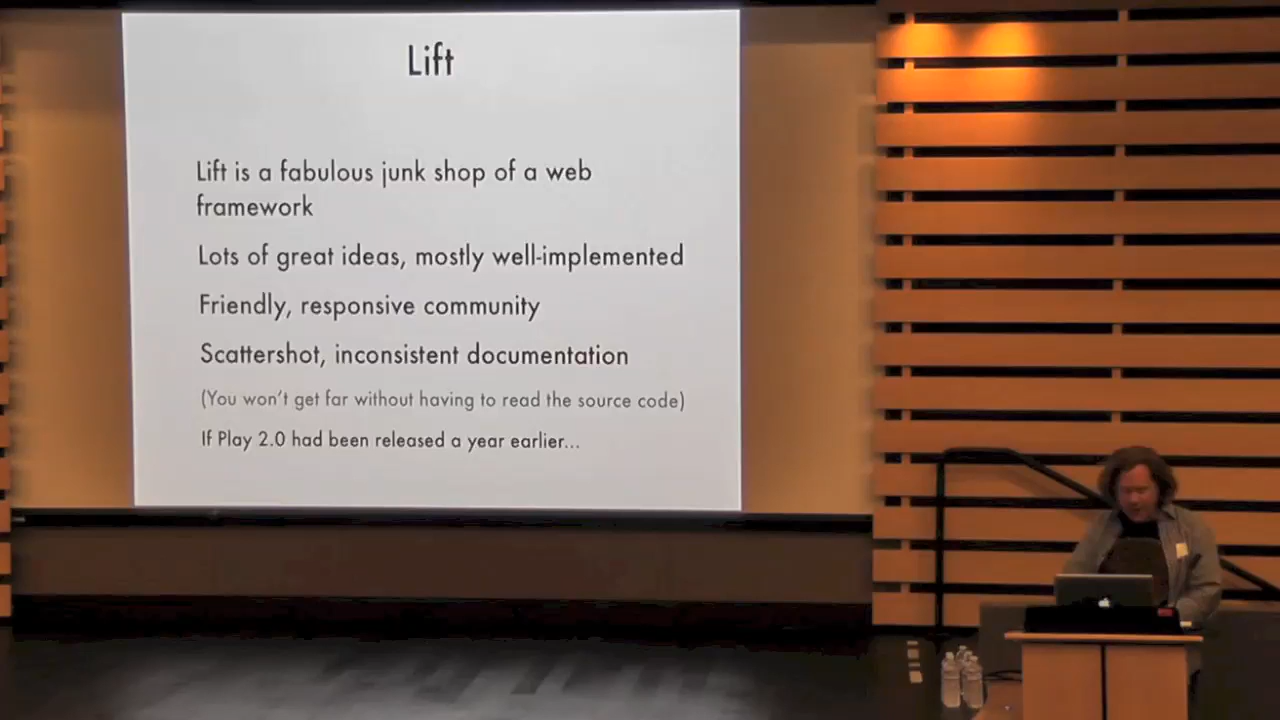 Lift
Lift is a fabulous junk shop of a web
framework
Lots of great ideas, mostly well-implemented
Friendly, responsive community
Scattershot, inconsistent documentation
(You won't get far without having to read the source code)
If Play 2.0 had been released a year earlier...